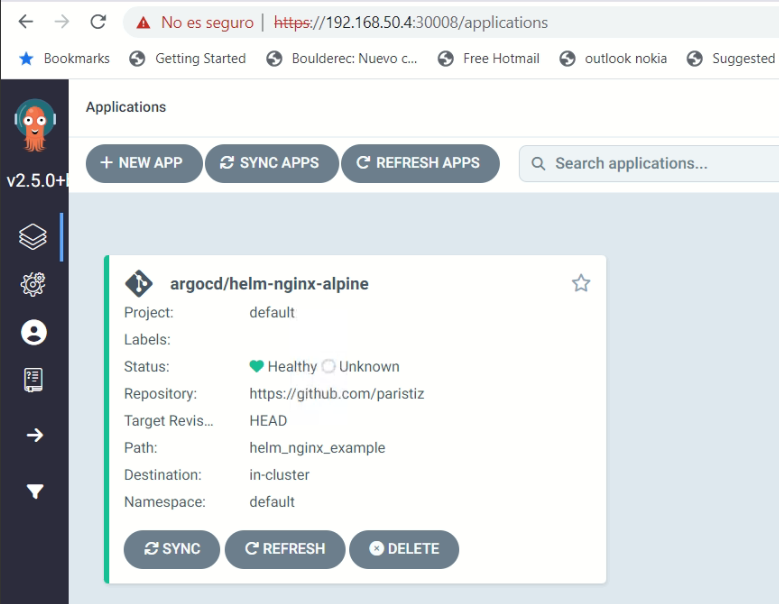 No es seguro | https://192.168.50.4:30008/applications
Bookmarks Getting Started Boulderec: Nuevo c... Free Hotmail outlook nokia Suggested
Applications
v2.5.0+
NEW APP SYNC APPS REFRESH APPS Search applications...
argocd/helm-nginx-alpine
Project: default
Labels:
Status: Healthy Unknown
Repository: https://github.com/paristiz
Target Revis... HEAD
Path: helm_nginx_example
Destination: in-cluster
Namespace: default
SYNC REFRESH DELETE